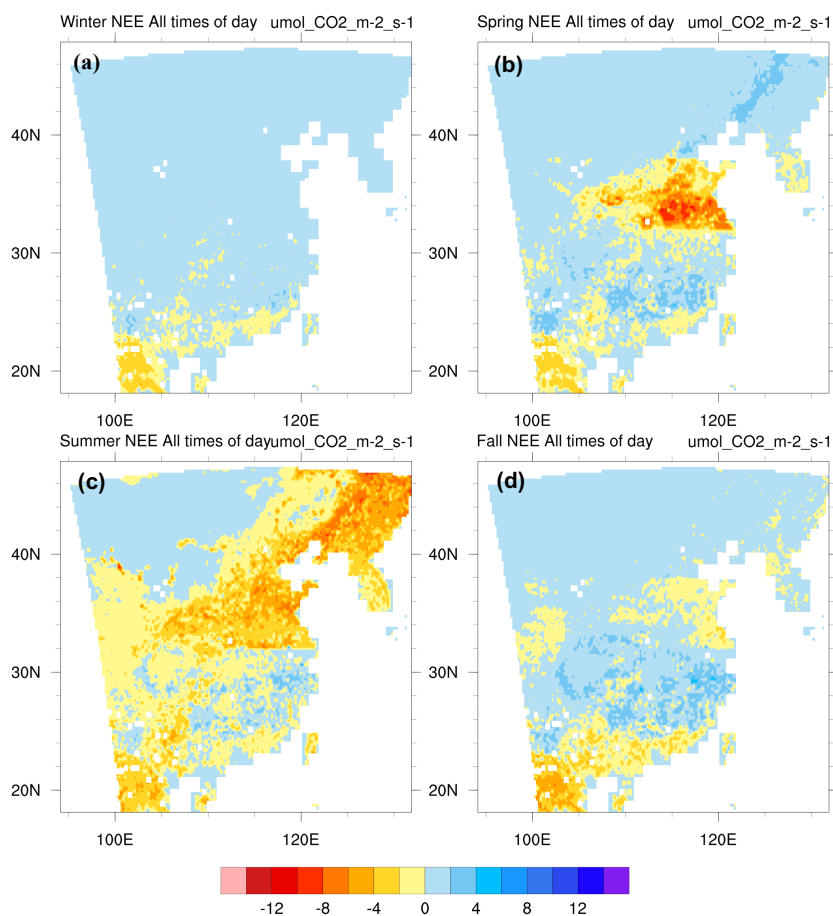 Winter NEE All times of day umol_CO2_m-2_s-1
Spring NEE All times of day umol_CO2_m-2_s-1
(a)
(b)
40N
30N
20N
100E 120E
100E 120E
Summer NEE All times of dayumol_CO2_m-2_s-1
Fall NEE All times of day umol_CO2_m-2_s-1
(c)
(d)
40N
40N
30N
30N
20N
20N
100E 120E
100E 120E
-12 -8 -4 0 4 8 12